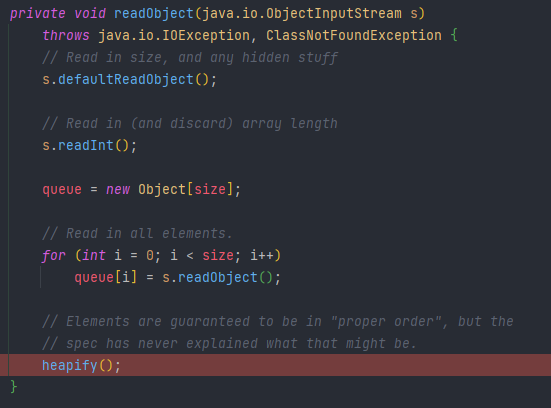 private void readObject(java.io.ObjectInputStream s)
throws java.io.IOException, ClassNotFoundException {
// Read in size, and any hidden stuff
s.defaultReadObject();
// Read in (and discard) array length
s.readInt();
queue = new Object[size];
// Read in all elements.
for (int i = 0; i < size; i++)
queue[i] = s.readObject();
// Elements are guaranteed to be in "proper order", but the
// spec has never explained what that might be.
heapify();
}